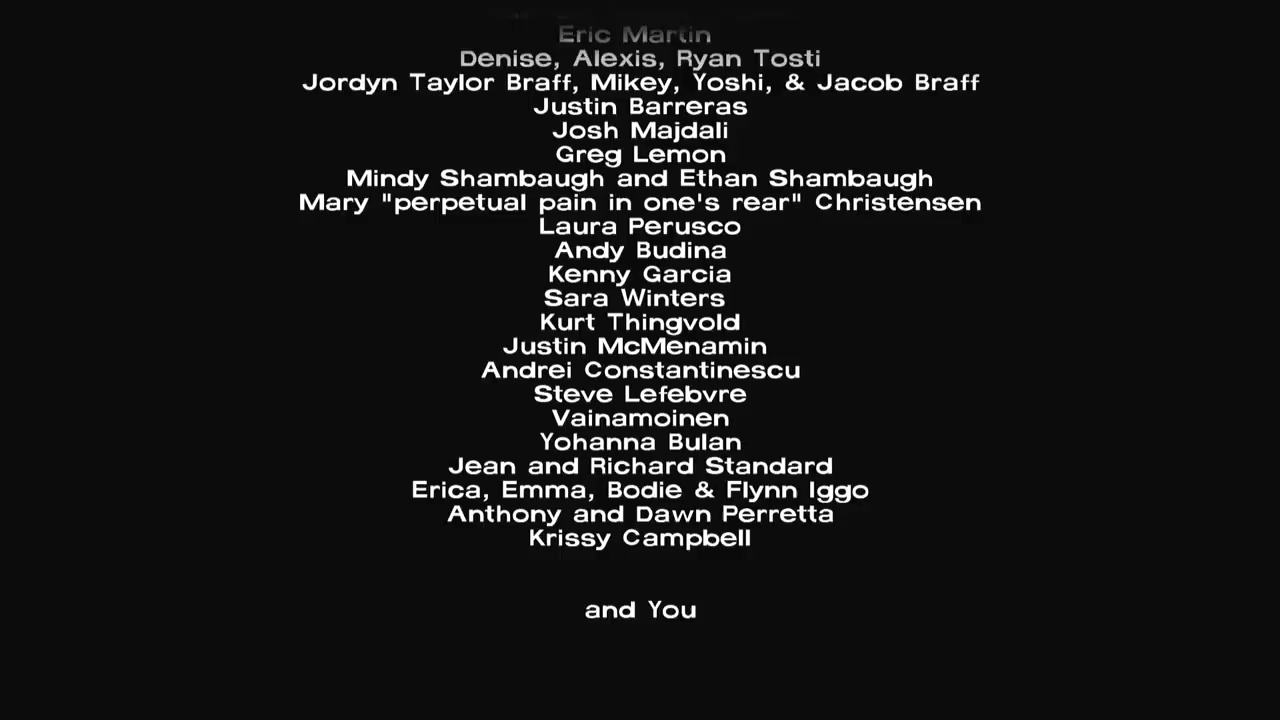 Eric Martin
Denise, Alexis, Ryan Tosti
Jordyn Taylor Braff, Mikey, Yoshi, & Jacob Braff
Justin Barreras
Josh Majdali
Greg Lemon
Mindy Shambaugh and Ethan Shambaugh
Mary "perpetual pain in one's rear" Christensen
Laura Perusco
Andy Budina
Kenny Garcia
Sara Winters
Kurt Thingvold
Justin McMenamin
Andrei Constantinescu
Steve Lefebvre
Vainamoinen
Yohanna Bulan
Jean and Richard Standard
Erica, Emma, Bodie & Flynn Iggo
Anthony and Dawn Perretta
Krissy Campbell
and You